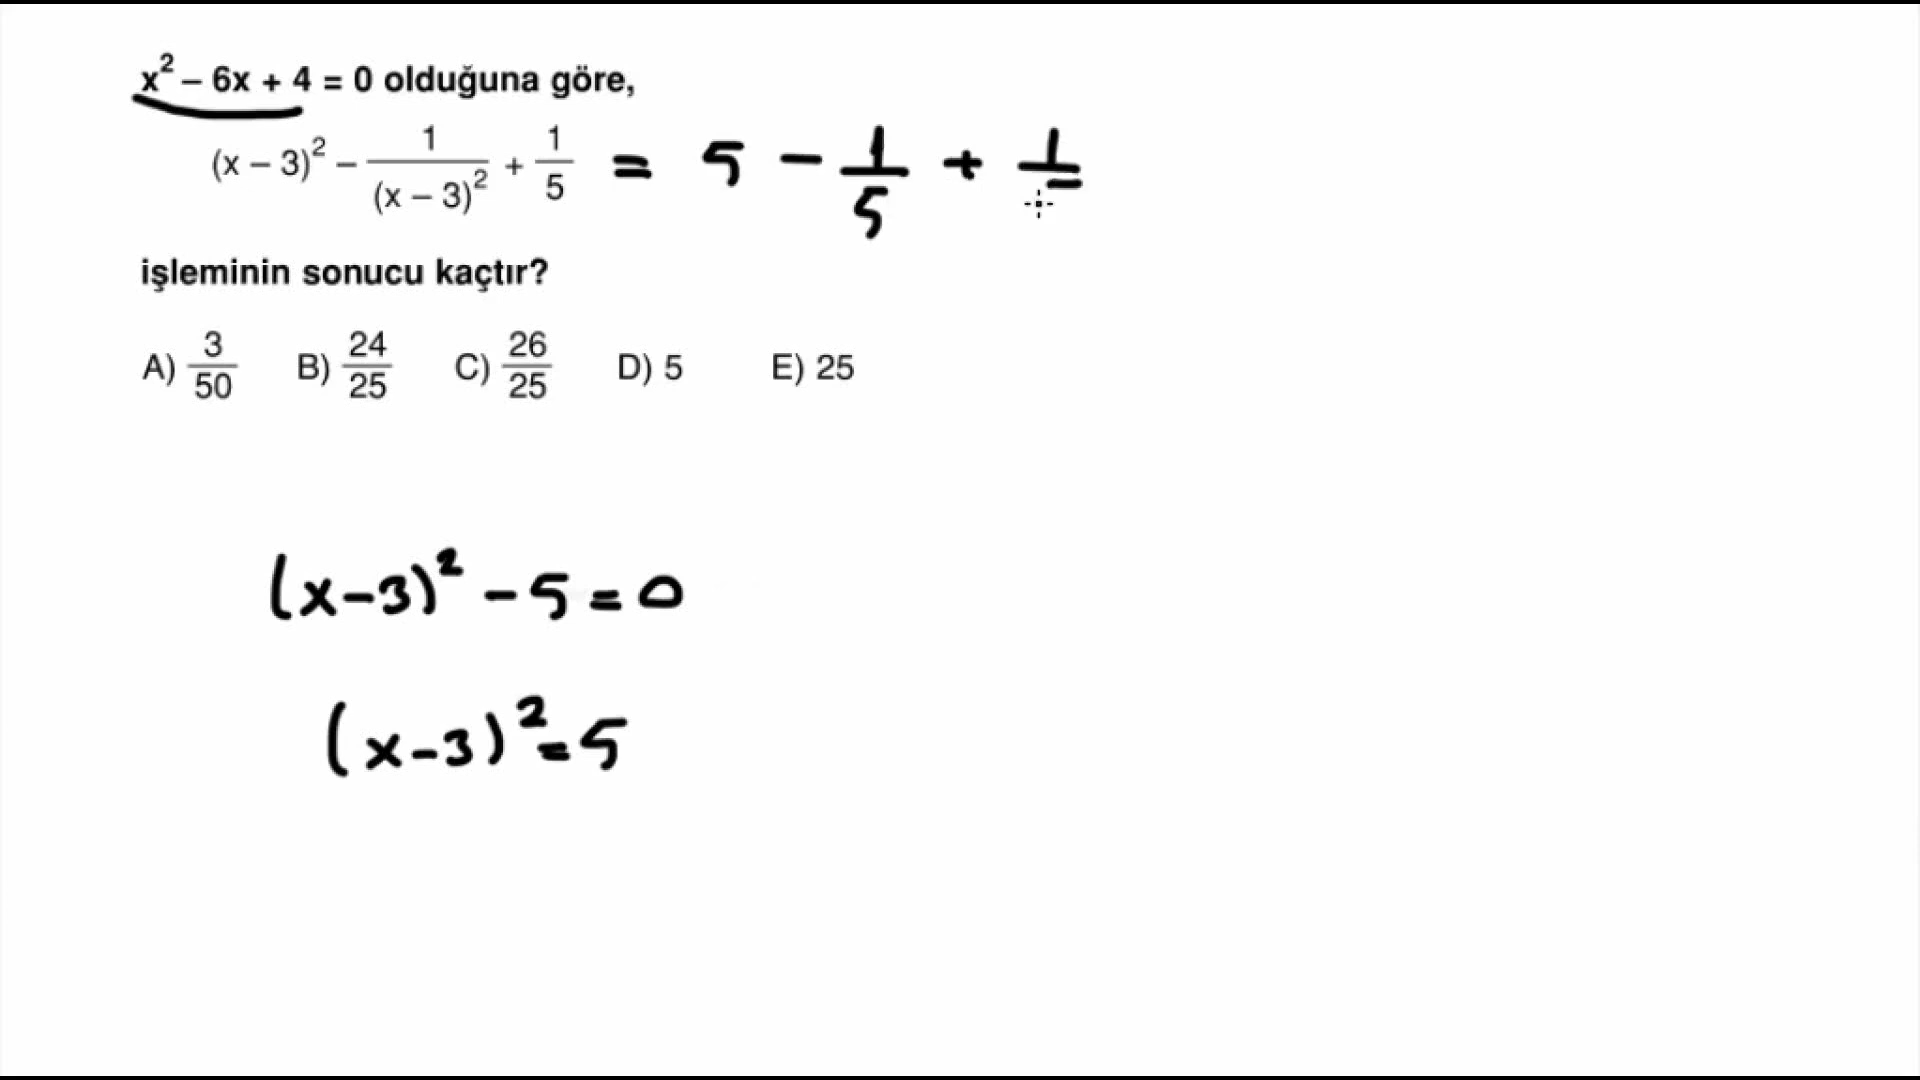 x² – 6x + 4 = 0 olduğuna göre,
(x – 3)² – 1/(x – 3)² + 1/5 = 5 – 1/5 + 1/
işleminin sonucu kaçtır?
A) 3/50 B) 24/25 C) 26/25 D) 5 E) 25
(x-3)² - 5 = 0
(x-3)² = 5